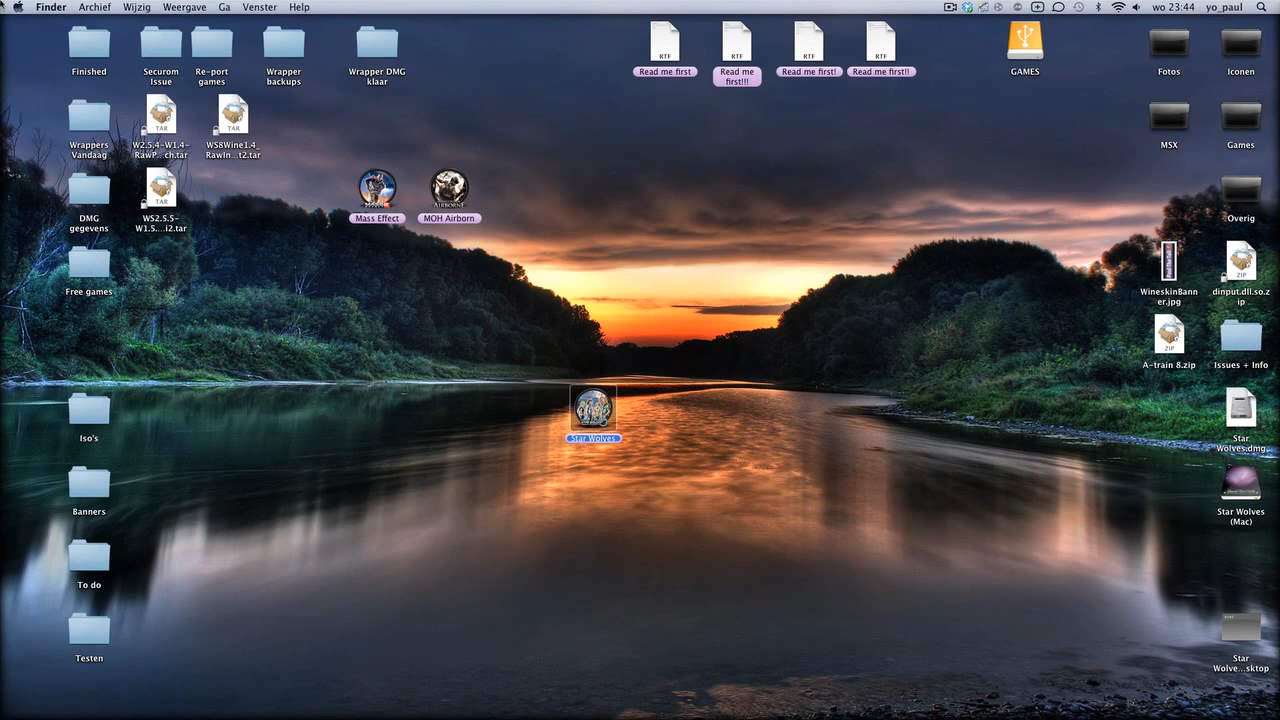 Finder Archief Wijzig Weergave Ga Venster Help wo 23:44 yo_paul
Finished
Securom
Issue
Re-port
games
Wrapper
backups
Wrapper DMG
klaar
RTF
Read me first
RTF
Read me
first!!!
RTF
Read me first!
RTF
Read me first!!
GAMES
Fotos
Iconen
Wrappers
Vandaag
TAR
W2.5.4-W1.4-
RawP...ch.tar
TAR
WS8Wine1.4_
RawIn...t2.tar
MSX
Games
DMG
gegevens
TAR
WS2.5.5-
W1.5....i2.tar
Mass Effect
AIRBORNE
MOH Airborn
Overig
Free games
WineskinBann
er.jpg
ZIP
dinput.dll.so.z
ip
ZIP
A-train 8.zip
Issues + Info
Iso's
Star Wolves
Star
Wolves.dmg
Banners
Star Wolves
(Mac)
To do
Testen
Star
Wolve...sktop